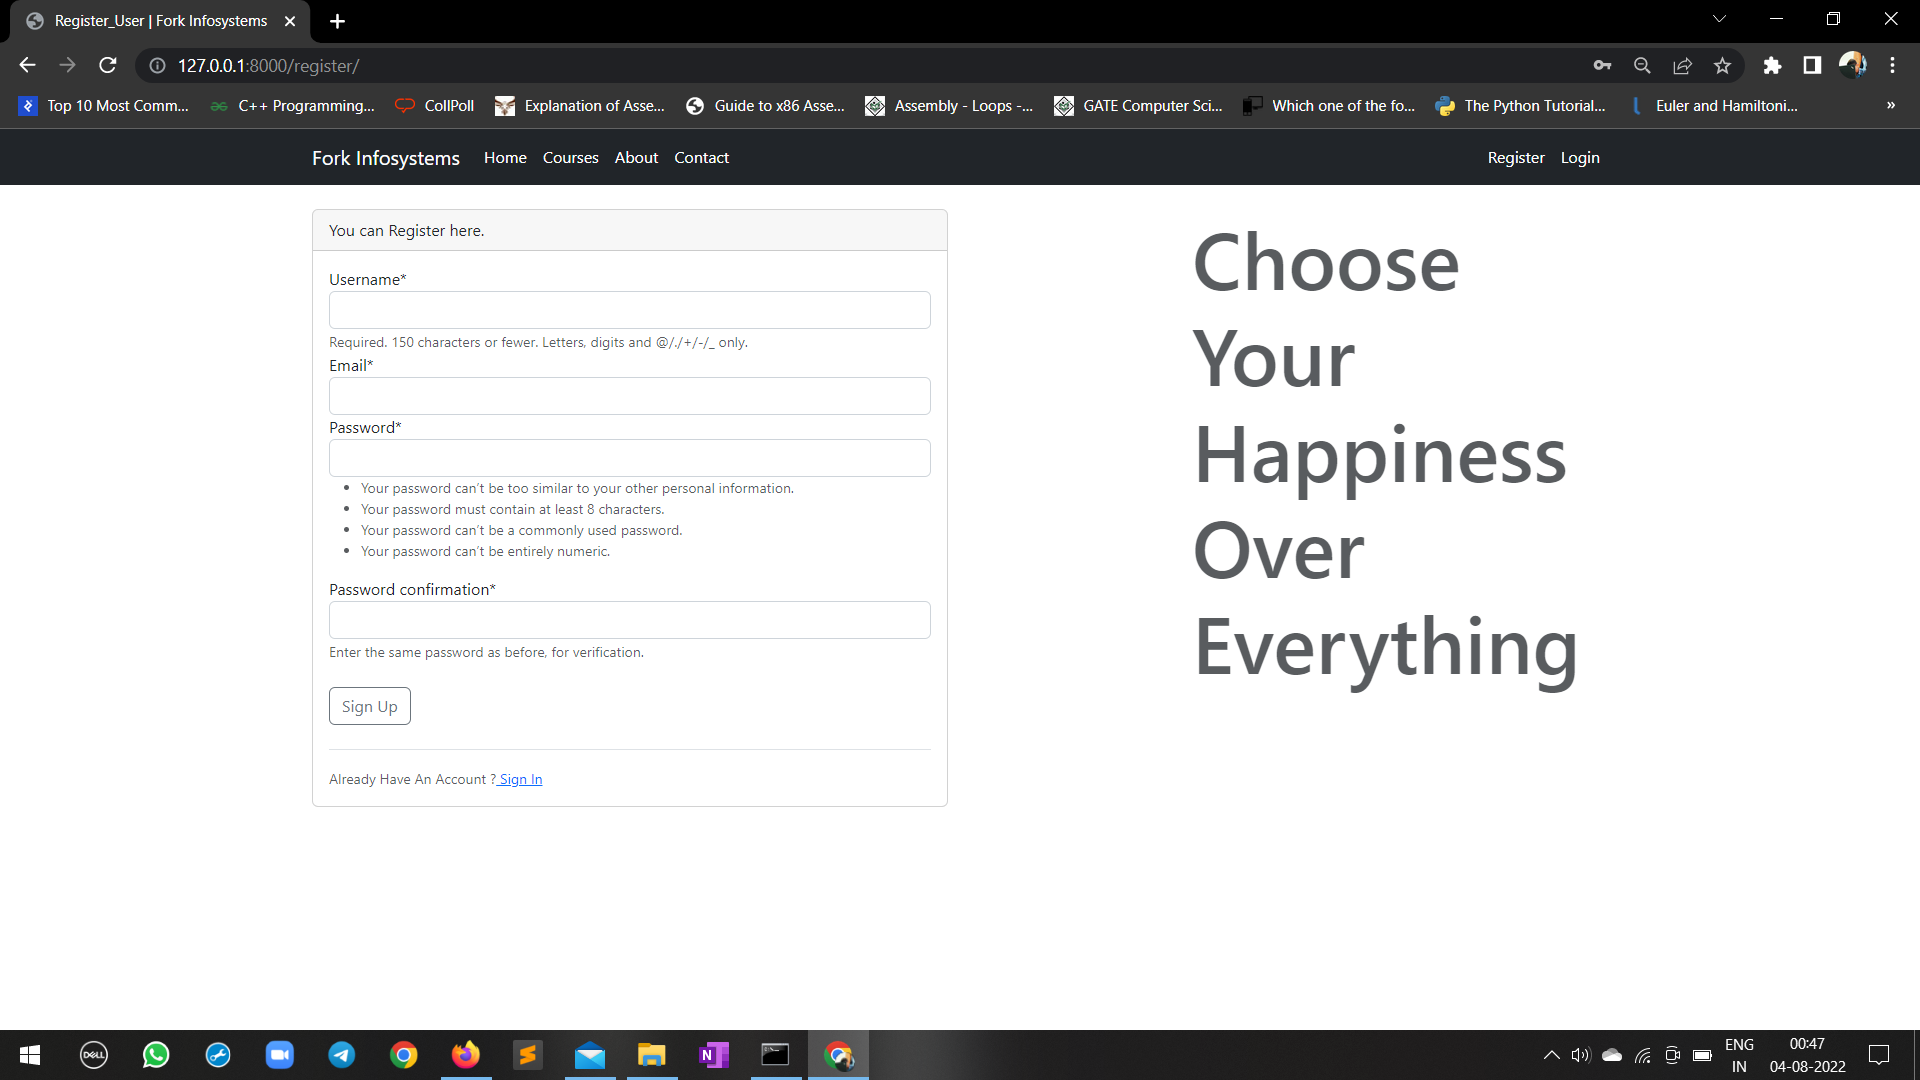 Register_User | Fork Infosystems
127.0.0.1:8000/register/
Top 10 Most Comm... C++ Programming... CollPoll Explanation of Asse... Guide to x86 Asse... Assembly - Loops -... GATE Computer Sci... Which one of the fo... The Python Tutorial... Euler and Hamiltoni... »
Fork Infosystems Home Courses About Contact Register Login
You can Register here.
Username*
Required. 150 characters or fewer. Letters, digits and @/./+/-/_ only.
Email*
Password*
Your password can't be too similar to your other personal information.
Your password must contain at least 8 characters.
Your password can't be a commonly used password.
Your password can't be entirely numeric.
Password confirmation*
Enter the same password as before, for verification.
Sign Up
Already Have An Account ? Sign In
Choose
Your
Happiness
Over
Everything
DELL
N
ENG
IN
00:47
04-08-2022